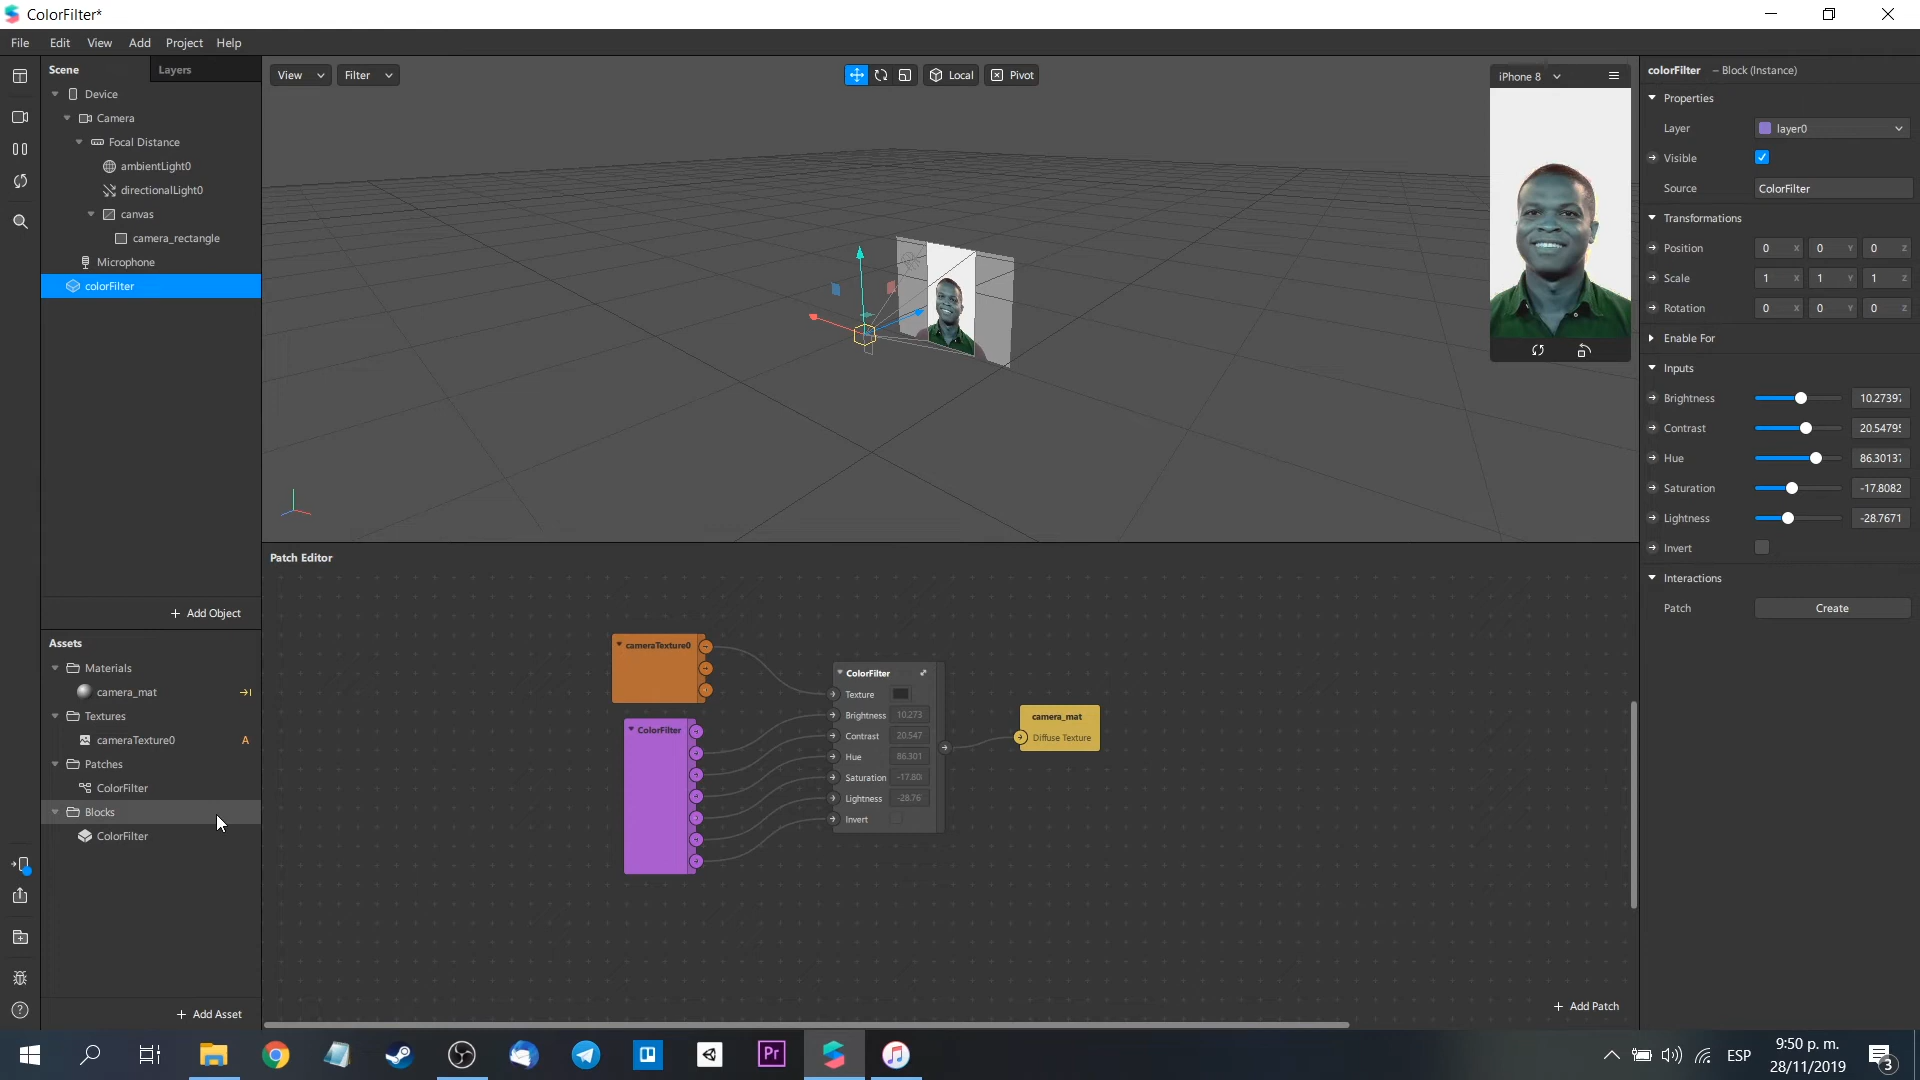 ColorFilter*
File Edit View Add Project Help
Scene Layers
Device
Camera
Focal Distance
ambientLight0
directionalLight0
canvas
camera_rectangle
Microphone
colorFilter
+ Add Object
Assets
Materials
camera_mat
Textures
cameraTexture0 A
Patches
ColorFilter
Blocks
ColorFilter
+ Add Asset
View Filter
Local Pivot
iPhone 8
Patch Editor
cameraTexture0
ColorFilter
ColorFilter
Texture
Brightness 10.273
Contrast 20.547
Hue 86.301
Saturation -17.80
Lightness -28.76
Invert
camera_mat
Diffuse Texture
+ Add Patch
colorFilter – Block (Instance)
Properties
Layer layer0
Visible
Source ColorFilter
Transformations
Position 0 X 0 Y 0 Z
Scale 1 X 1 Y 1 Z
Rotation 0 X 0 Y 0 Z
Enable For
Inputs
Brightness 10.27397
Contrast 20.54795
Hue 86.30137
Saturation -17.8082
Lightness -28.7671
Invert
Interactions
Patch Create
Pr
ESP
9:50 p. m.
28/11/2019
3